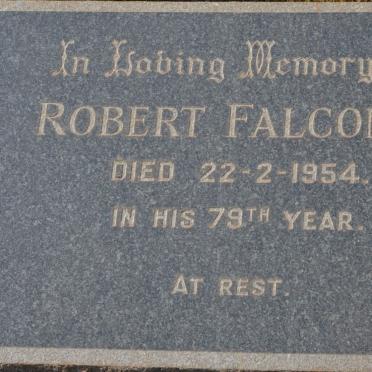 In Loving Memory
ROBERT
DIED 22-2-1954.
IN HIS 79TH YEAR.
AT REST.